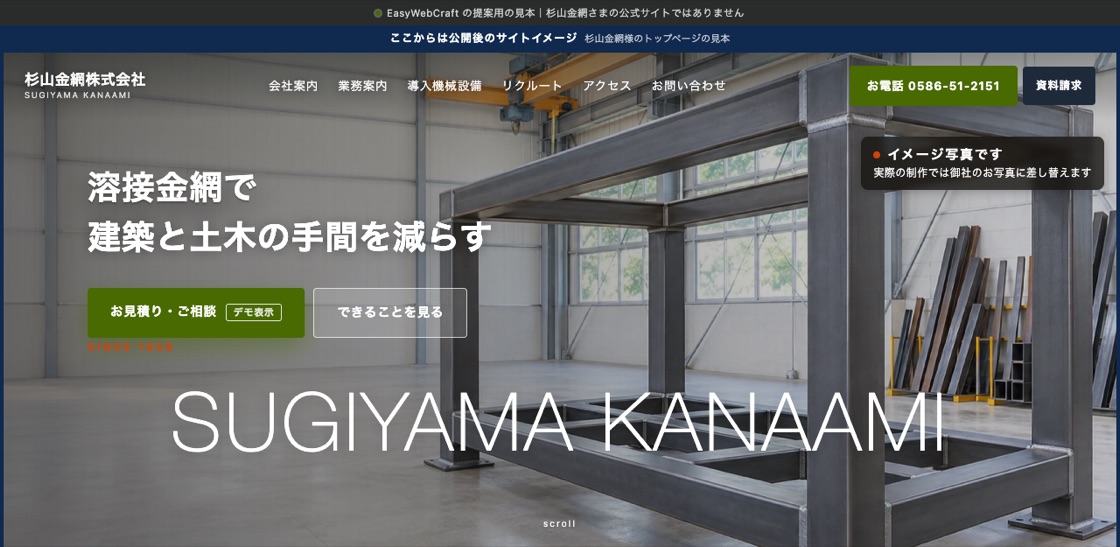 EasyWebCraft の提案用の見本｜杉山金網さまの公式サイトではありません
ここからは公開後のサイトイメージ 杉山金網様のトップページの見本
杉山金網株式会社
SUGIYAMA KANAAMI
会社案内 業務案内 導入機械設備 リクルート アクセス お問い合わせ
お電話 0586-51-2151
資料請求
イメージ写真です
実際の制作では御社のお写真に差し替えます
溶接金網で
建築と土木の手間を減らす
お見積り・ご相談 デモ表示
できることを見る
SUGIYAMA KANAAMI
scroll